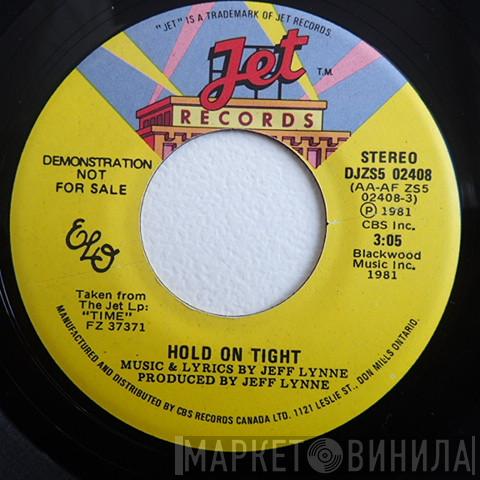 "JET" IS A TRADEMARK OF JET RECORDS.
Jet
T.M.
RECORDS
DEMONSTRATION
NOT
FOR SALE
STEREO
DJZS5 02408
(AA-AF ZS5
02408-3)
Ⓟ 1981
CBS Inc.
3:05
Blackwood
Music Inc.
1981
ELO
Taken from
The Jet Lp:
"TIME"
FZ 37371
HOLD ON TIGHT
MUSIC & LYRICS BY JEFF LYNNE
PRODUCED BY JEFF LYNNE
MANUFACTURED AND DISTRIBUTED BY CBS RECORDS CANADA LTD. 1121 LESLIE ST., DON MILLS ONTARIO.
МАРКЕТ ВИНИЛА